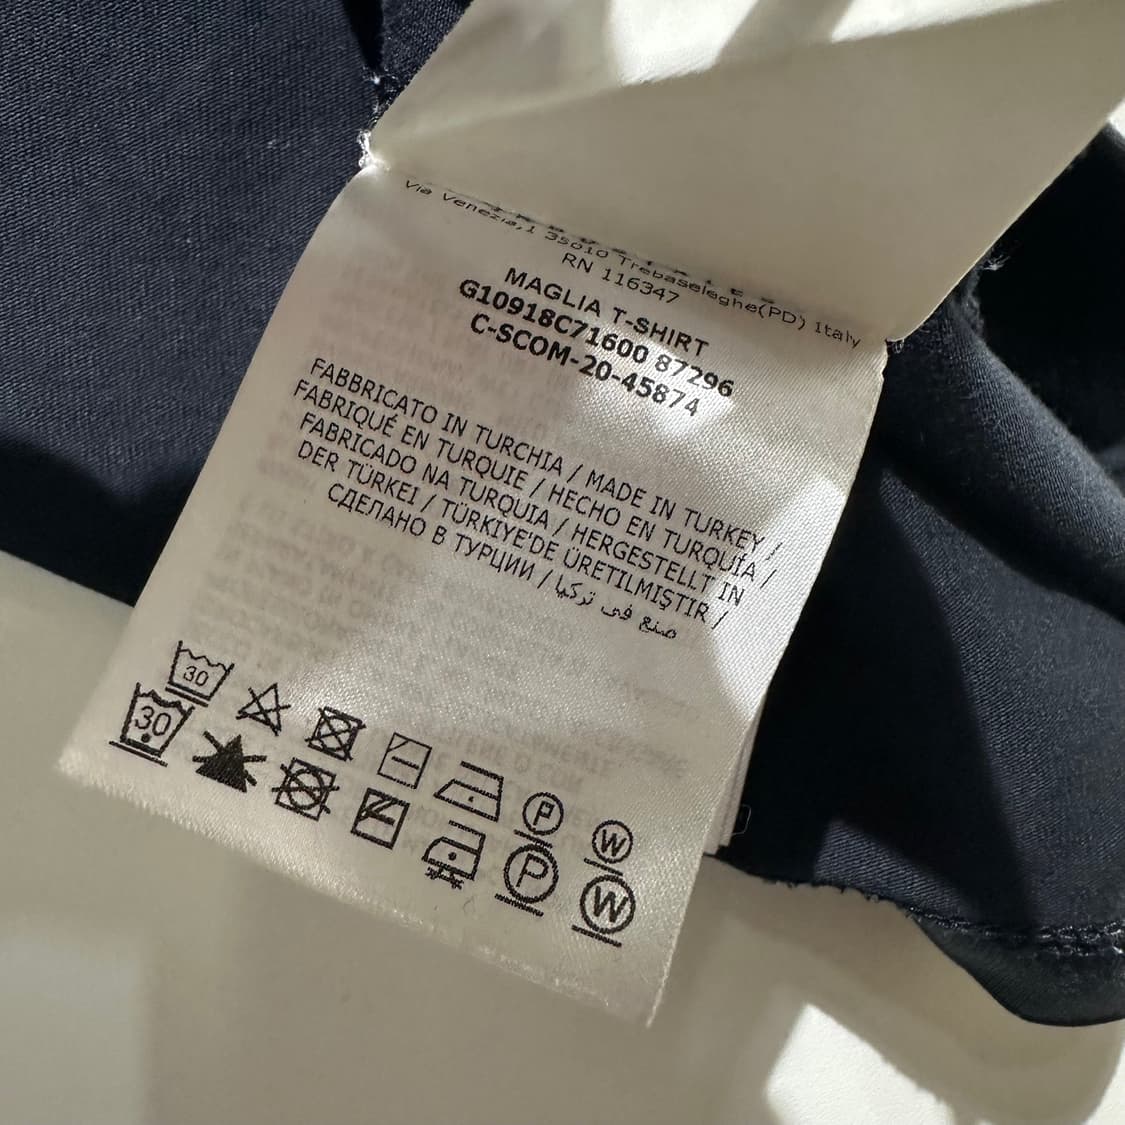 Via Venezia,1 35010 Trebaseleghe(PD) Italy
RN 116347
MAGLIA T-SHIRT
G10918C71600 87296
C-SCOM-20-45874
FABBRICATO IN TURCHIA / MADE IN TURKEY /
FABRIQUÉ EN TURQUIE / HECHO EN TURQUÍA /
FABRICADO NA TURQUIA / HERGESTELLT IN
DER TÜRKEI / TÜRKIYE'DE ÜRETILMIŞTIR /
СДЕЛАНО В ТУРЦИИ / صنع في تركيا
30
P
W
30
P
W